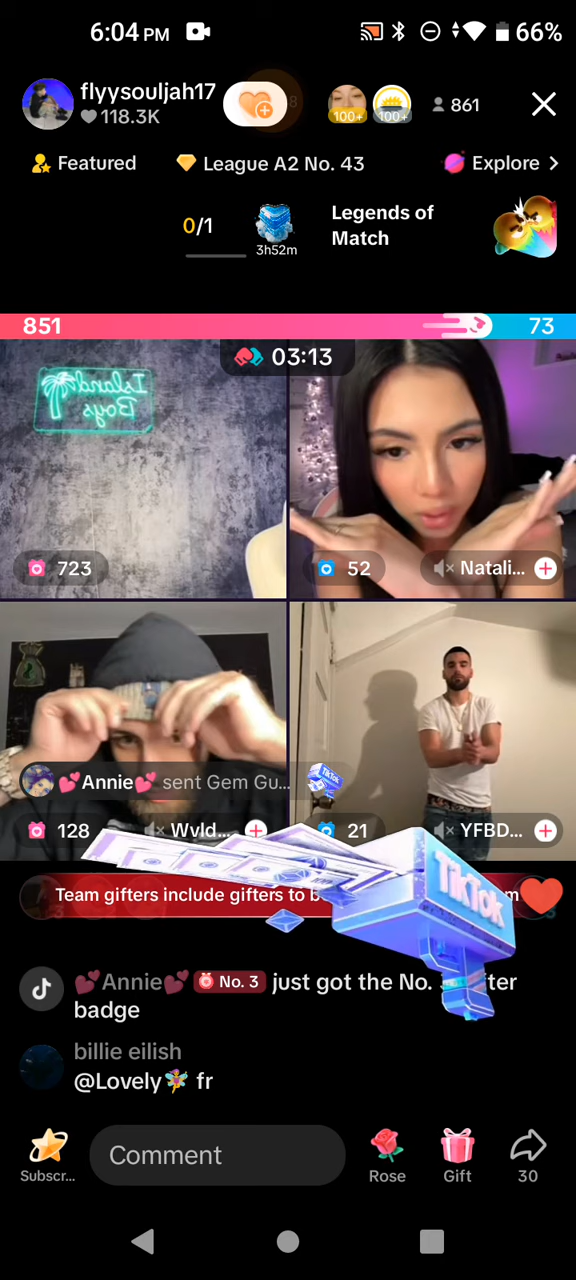 6:04 PM
66%
flyysouljah17
118.3K
100+
100+
861
Featured
League A2 No. 43
Explore
0/1
3h52m
Legends of
Match
851
73
03:13
Island
Boys
723
52
Natali...
💕Annie💕 sent Gem Gu...
128
Wvld...
21
YFBD...
TikTok
Team gifters include gifters to b
TikTok
💕Annie💕 No. 3 just got the No.
badge
billie eilish
@Lovely🧚 fr
Subscr...
Comment
Rose
Gift
30